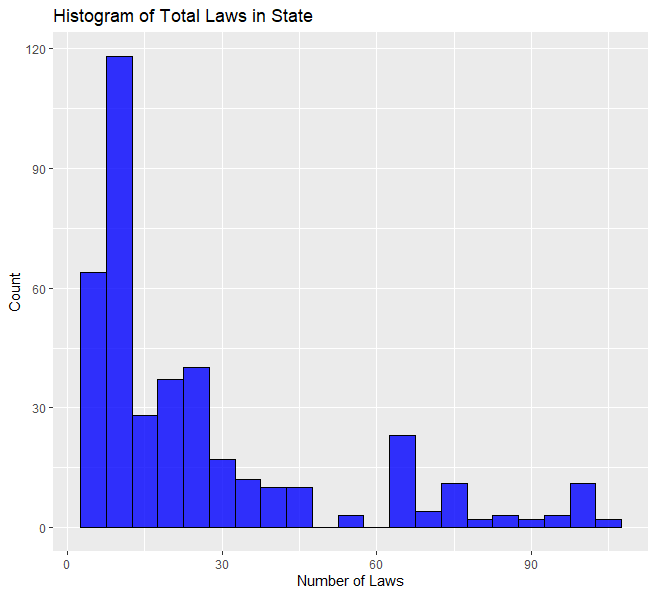 Histogram of Total Laws in State
120
90
60
30
0
Count
0 30 60 90
Number of Laws